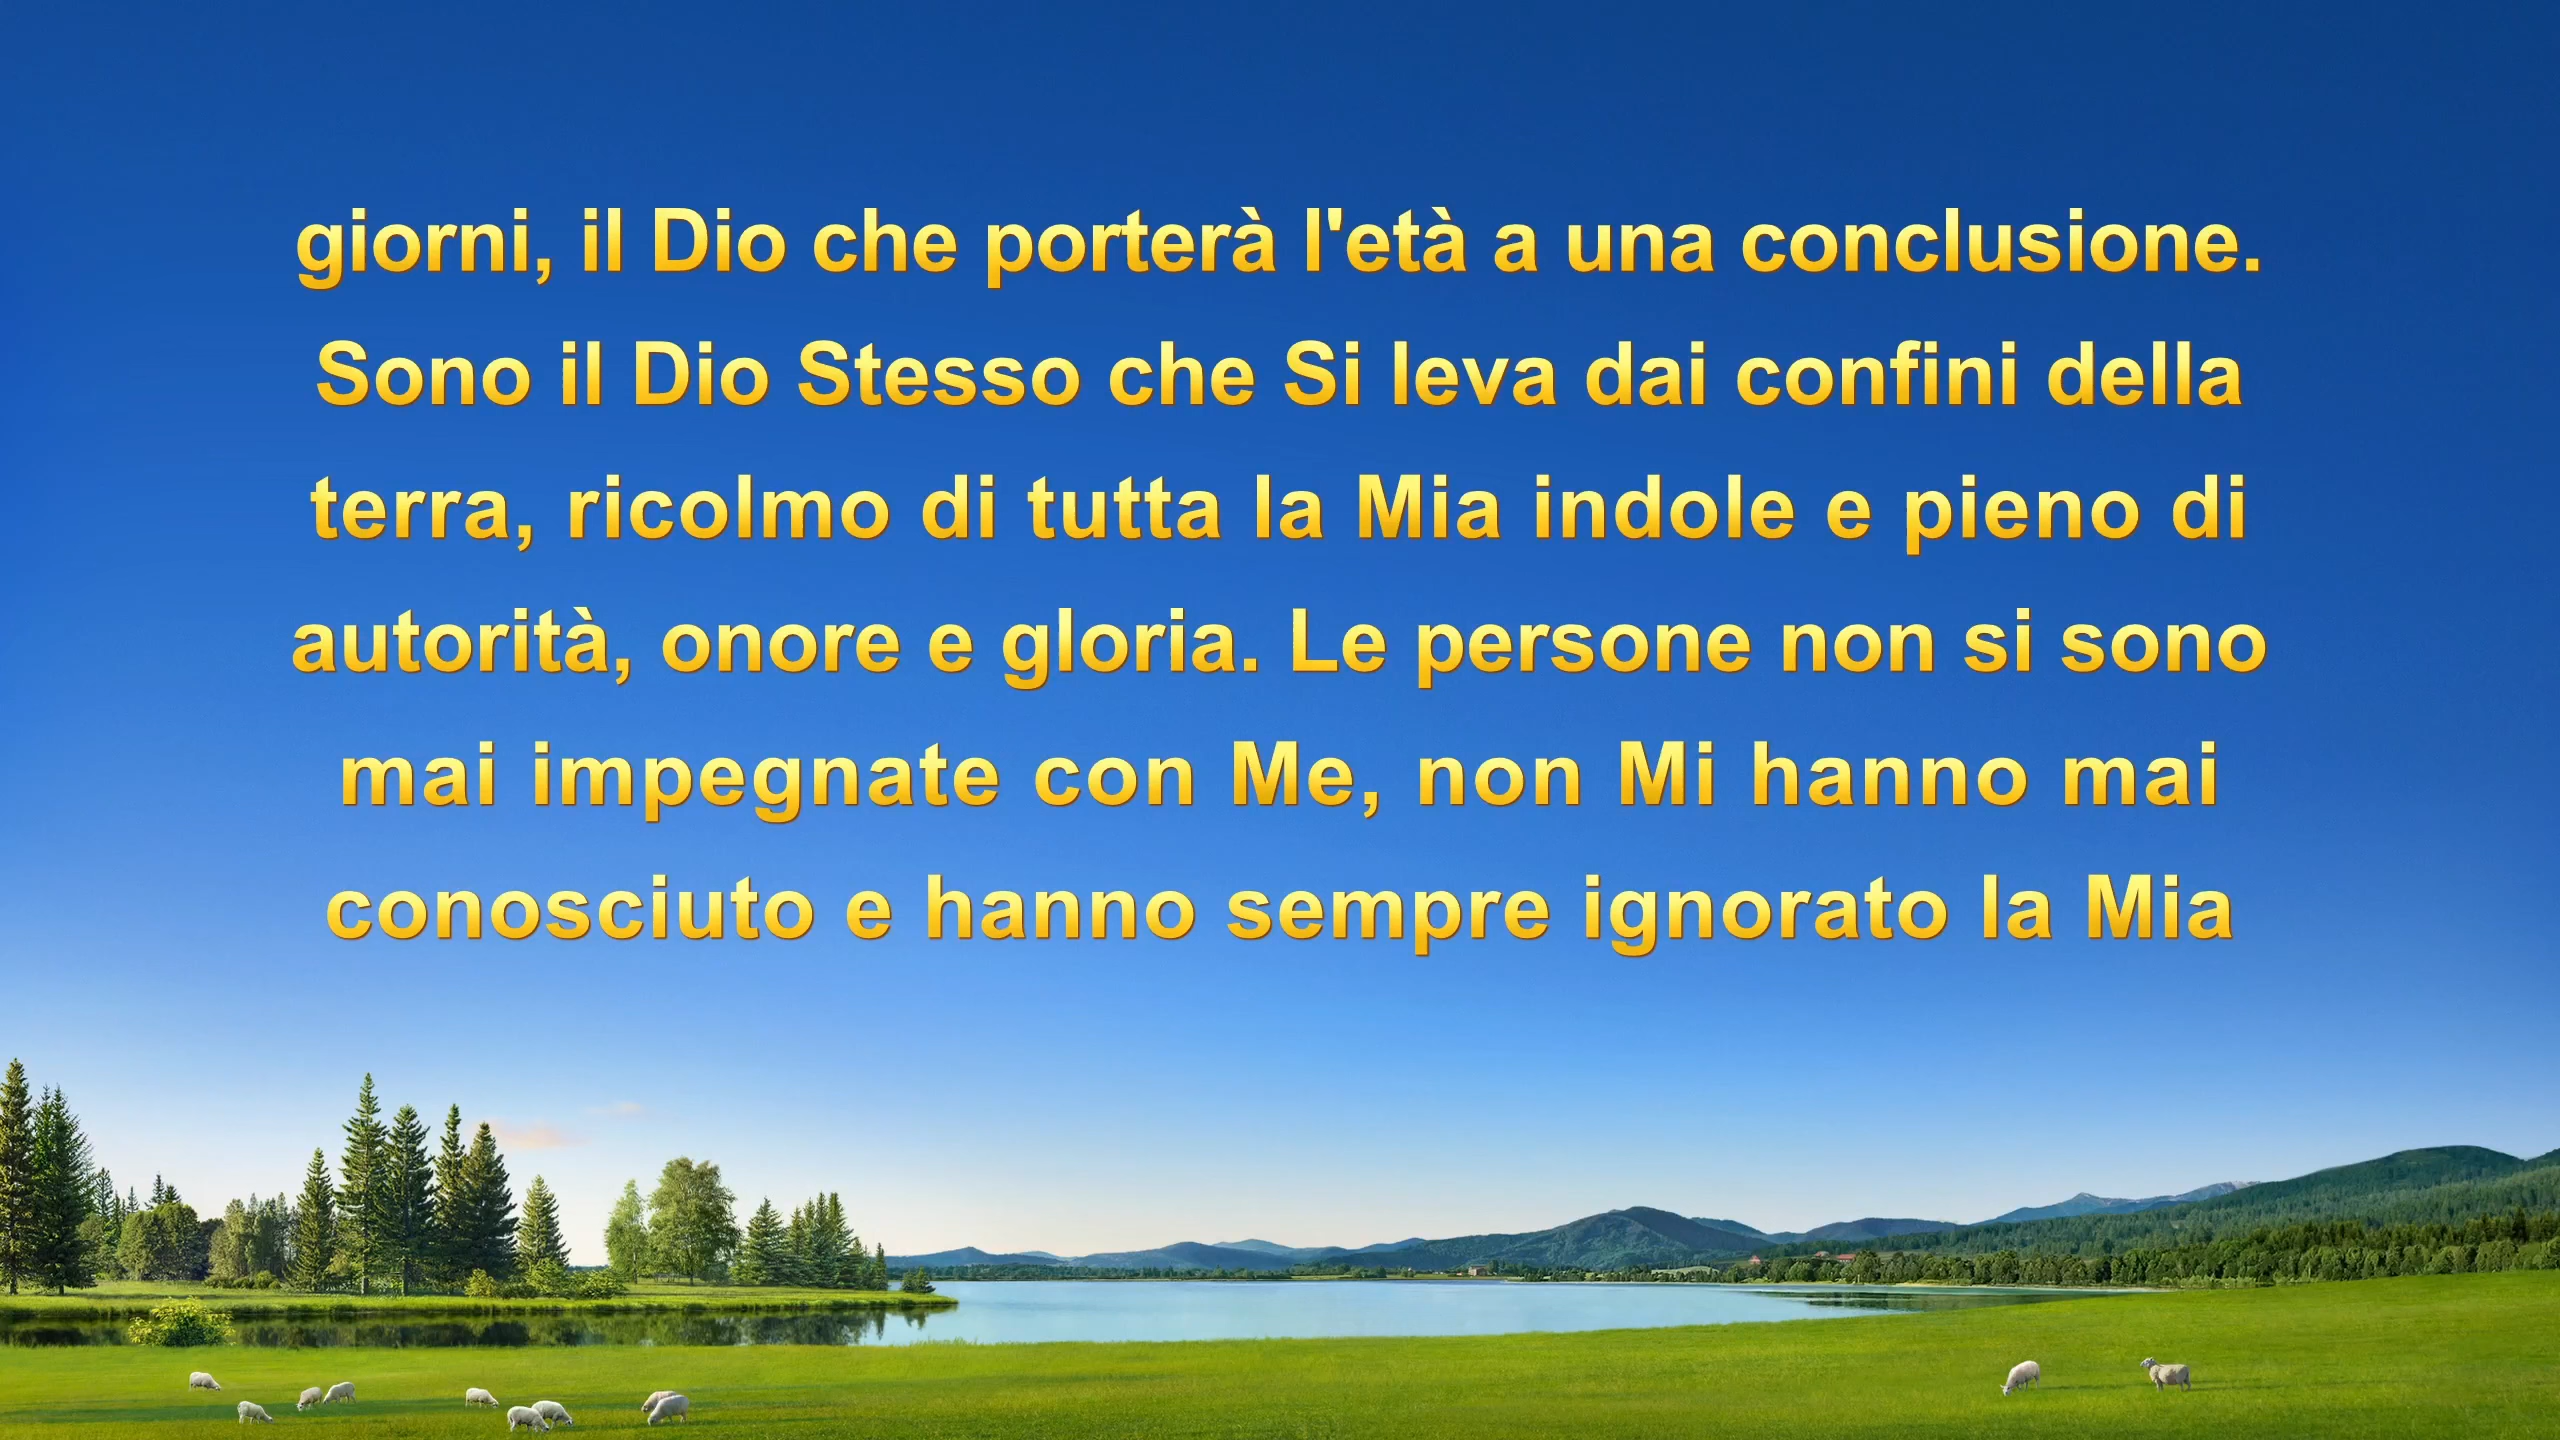 giorni, il Dio che porterà l'età a una conclusione.
Sono il Dio Stesso che Si leva dai confini della
terra, ricolmo di tutta la Mia indole e pieno di
autorità, onore e gloria. Le persone non si sono
mai impegnate con Me, non Mi hanno mai
conosciuto e hanno sempre ignorato la Mia